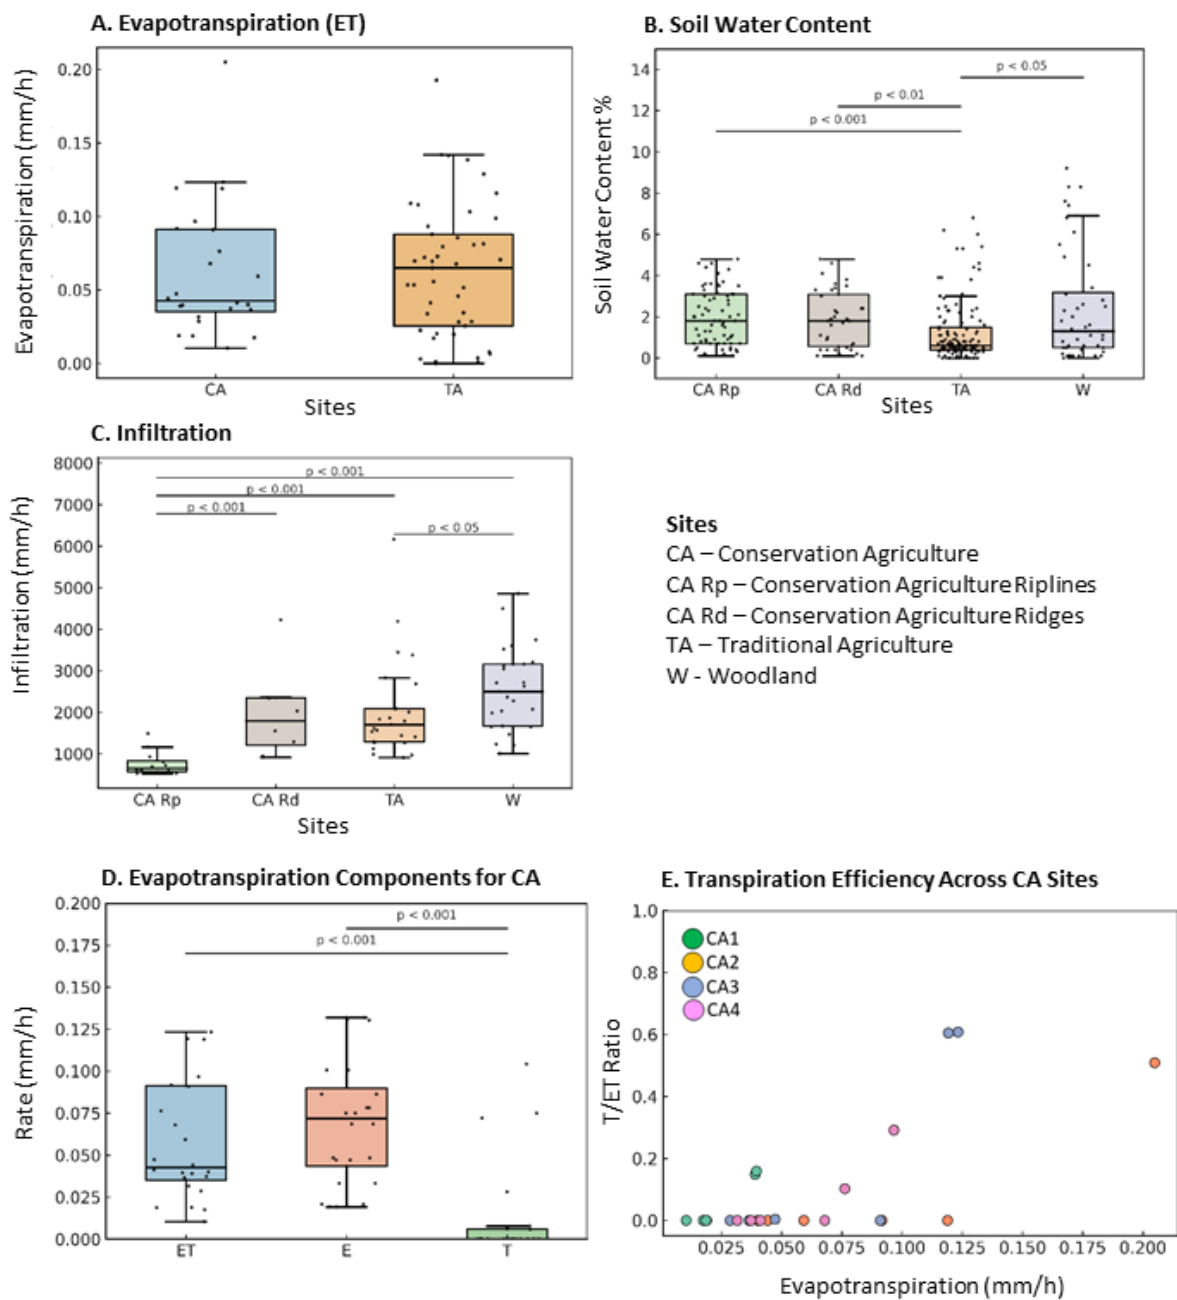 A. Evapotranspiration (ET)
Evapotranspiration (mm/h)
0.20
0.15
0.10
0.05
0.00
CA TA
Sites
B. Soil Water Content
Soil Water Content %
14
12
10
8
6
4
2
0
p < 0.05
p < 0.01
p < 0.001
CA Rp CA Rd TA W
Sites
C. Infiltration
Infiltration (mm/h)
8000
7000
6000
5000
4000
3000
2000
1000
p < 0.001
p < 0.001
p < 0.001
p < 0.05
CA Rp CA Rd TA W
Sites
Sites
CA – Conservation Agriculture
CA Rp – Conservation Agriculture Riplines
CA Rd – Conservation Agriculture Ridges
TA – Traditional Agriculture
W - Woodland
D. Evapotranspiration Components for CA
Rate (mm/h)
0.200
0.175
0.150
0.125
0.100
0.075
0.050
0.025
0.000
p < 0.001
p < 0.001
ET E T
E. Transpiration Efficiency Across CA Sites
T/ET Ratio
1.0
0.8
0.6
0.4
0.2
0.0
CA1
CA2
CA3
CA4
0.025 0.050 0.075 0.100 0.125 0.150 0.175 0.200
Evapotranspiration (mm/h)